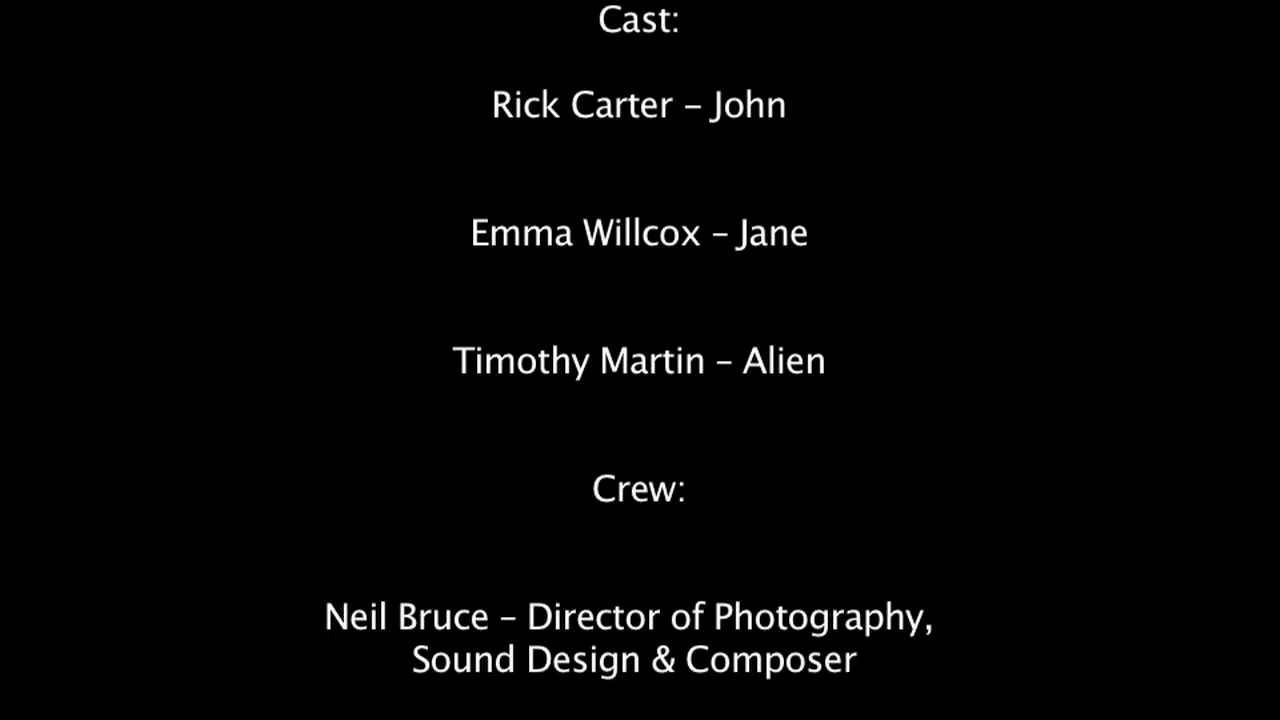 Cast:
Rick Carter – John
Emma Willcox – Jane
Timothy Martin – Alien
Crew:
Neil Bruce – Director of Photography,
Sound Design & Composer